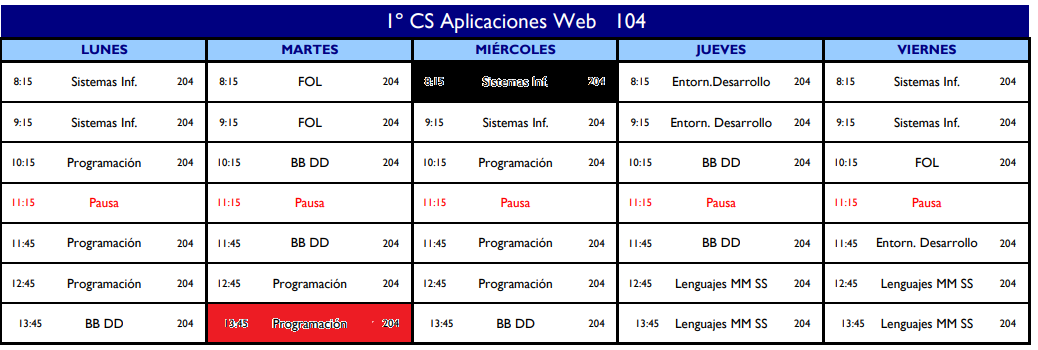 1º CS Aplicaciones Web 104
LUNES MARTES MIÉRCOLES JUEVES VIERNES
8:15 Sistemas Inf. 204 8:15 FOL 204 8:15 Sistemas Inf. 204 8:15 Entorn.Desarrollo 204 8:15 Sistemas Inf. 204
9:15 Sistemas Inf. 204 9:15 FOL 204 9:15 Sistemas Inf. 204 9:15 Entorn. Desarrollo 204 9:15 Sistemas Inf. 204
10:15 Programación 204 10:15 BB DD 204 10:15 Programación 204 10:15 BB DD 204 10:15 FOL 204
11:15 Pausa 11:15 Pausa 11:15 Pausa 11:15 Pausa 11:15 Pausa
11:45 Programación 204 11:45 BB DD 204 11:45 Programación 204 11:45 BB DD 204 11:45 Entorn. Desarrollo 204
12:45 Programación 204 12:45 Programación 204 12:45 Programación 204 12:45 Lenguajes MM SS 204 12:45 Lenguajes MM SS 204
13:45 BB DD 204 13:45 Programación 204 13:45 BB DD 204 13:45 Lenguajes MM SS 204 13:45 Lenguajes MM SS 204